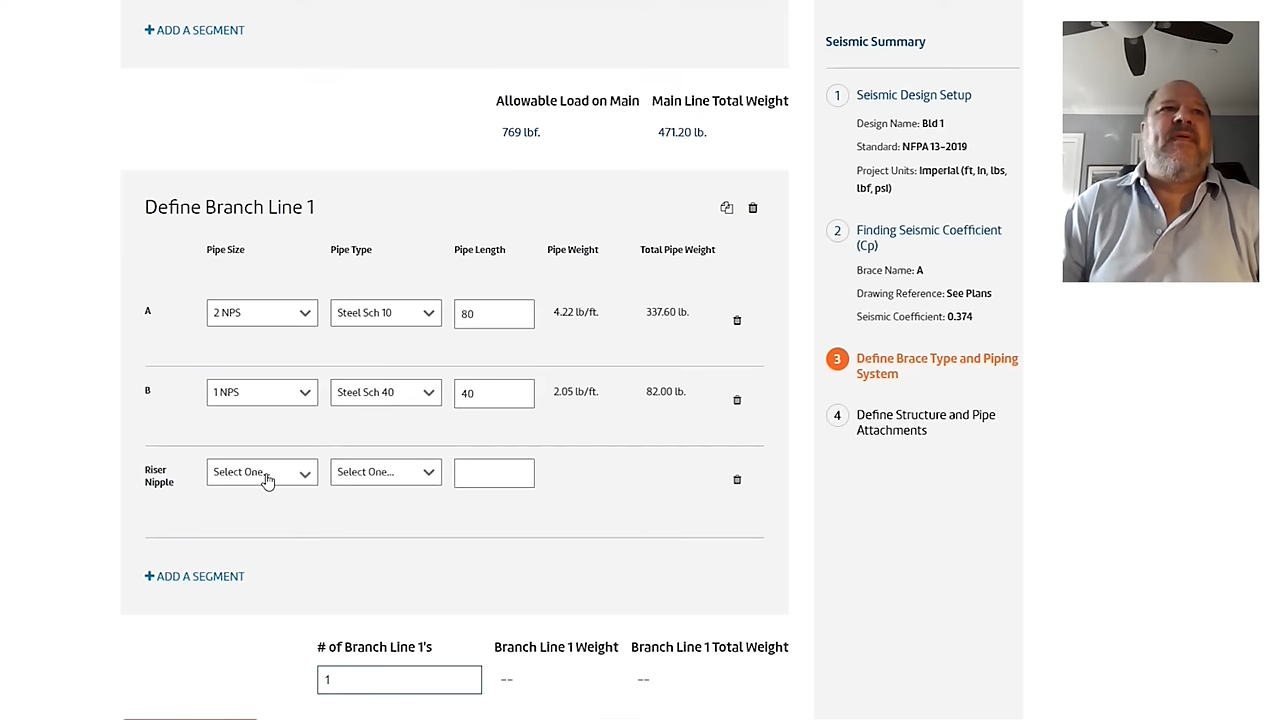 + ADD A SEGMENT
Allowable Load on Main Main Line Total Weight
769 lbf. 471.20 lb.
Define Branch Line 1
Pipe Size Pipe Type Pipe Length Pipe Weight Total Pipe Weight
A 2 NPS Steel Sch 10 80 4.22 lb/ft. 337.60 lb.
B 1 NPS Steel Sch 40 40 2.05 lb/ft. 82.00 lb.
Riser
Nipple
Select One... Select One...
+ ADD A SEGMENT
# of Branch Line 1's Branch Line 1 Weight Branch Line 1 Total Weight
1 -- --
Seismic Summary
1 Seismic Design Setup
Design Name: Bld 1
Standard: NFPA 13-2019
Project Units: Imperial (ft, in, lbs,
lbf, psi)
2 Finding Seismic Coefficient
(Cp)
Brace Name: A
Drawing Reference: See Plans
Seismic Coefficient: 0.374
3 Define Brace Type and Piping
System
4 Define Structure and Pipe
Attachments